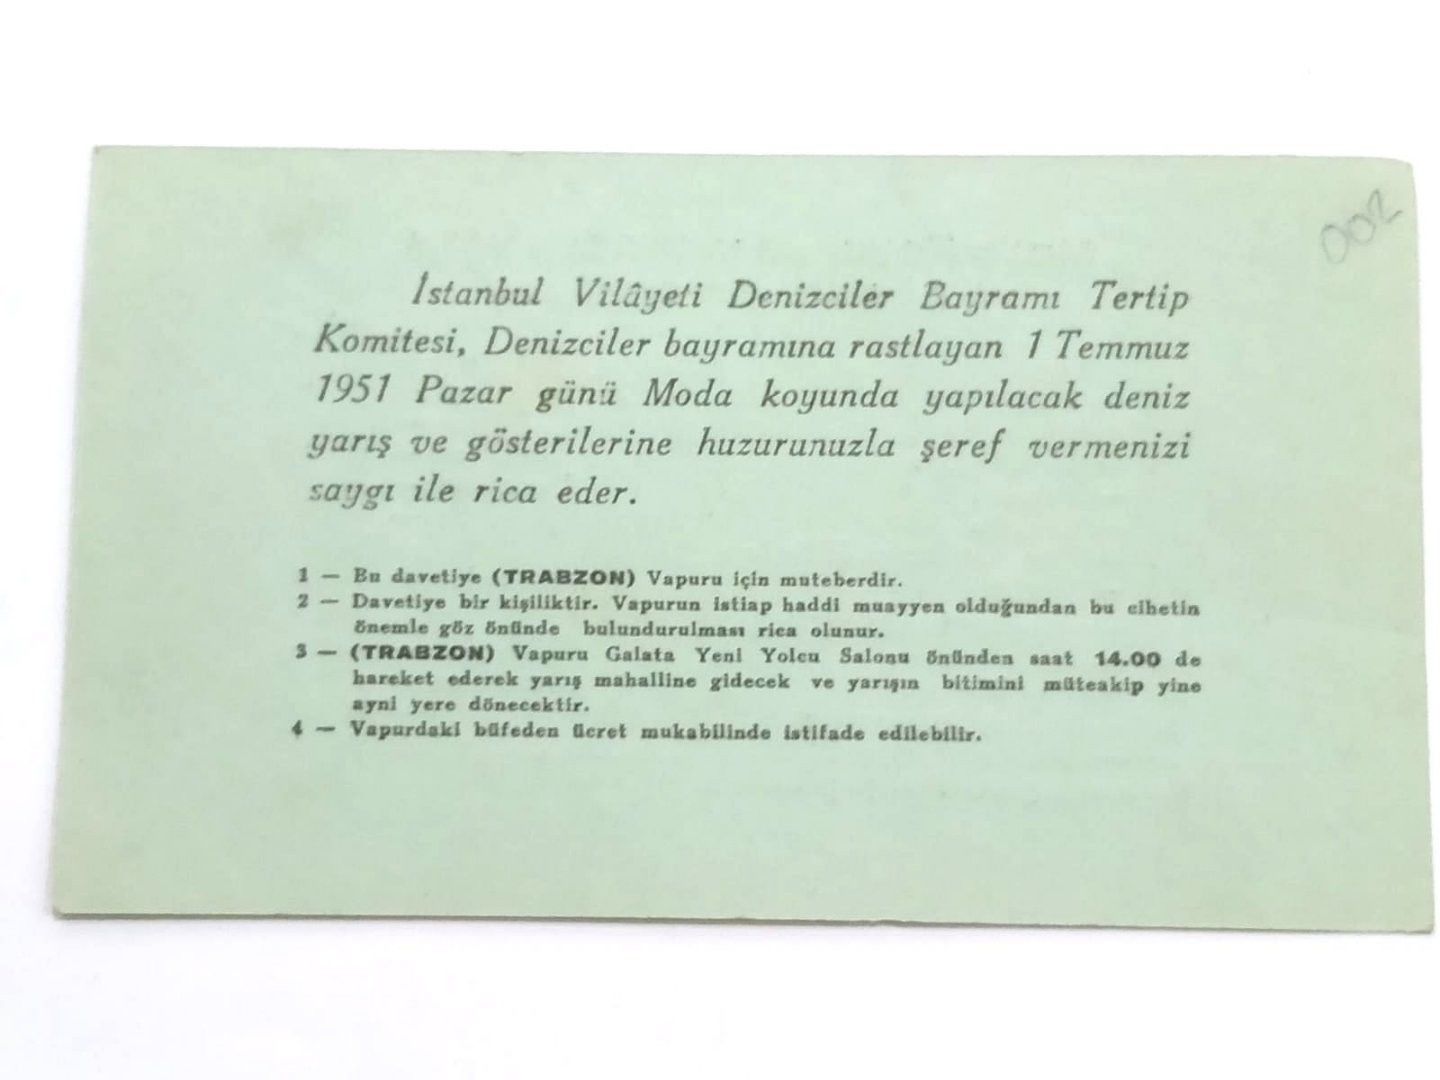 002
İstanbul Vilâyeti Denizciler Bayramı Tertip
Komitesi, Denizciler bayramına rastlayan 1 Temmuz
1951 Pazar günü Moda koyunda yapılacak deniz
yarış ve gösterilerine huzurunuzla şeref vermenizi
saygı ile rica eder.
1 — Bu davetiye (TRABZON) Vapuru için muteberdir.
2 — Davetiye bir kişiliktir. Vapurun istiap haddi muayyen olduğundan bu cihetin
önemle göz önünde bulundurulması rica olunur.
3 — (TRABZON) Vapuru Galata Yeni Yolcu Salonu önünden saat 14.00 de
hareket ederek yarış mahalline gidecek ve yarışın bitimini müteakip yine
ayni yere dönecektir.
4 — Vapurdaki büfeden ücret mukabilinde istifade edilebilir.